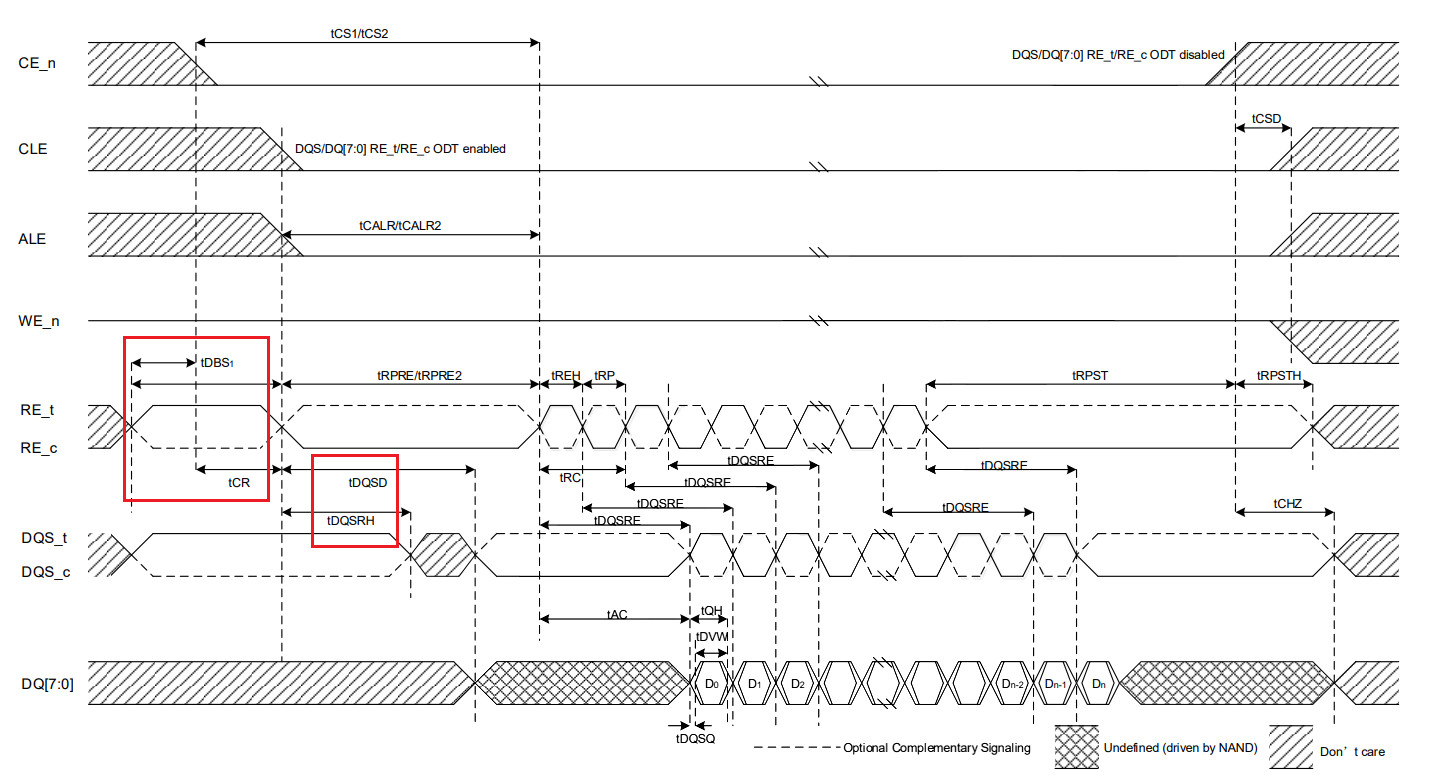 tCS1/tCS2
CE_n
DQS/DQ[7:0] RE_t/RE_c ODT disabled
tCSD
CLE
DQS/DQ[7:0] RE_t/RE_c ODT enabled
tCALR/tCALR2
ALE
WE_n
tDBS1
tRPRE/tRPRE2
tREH
tRP
tRPST
tRPSTH
RE_t
RE_c
tDQSRE
tDQSRE
tCR
tDQSD
tRC
tDQSRE
tDQSRE
tDQSRE
tCHZ
tDQSRH
tDQSRE
DQS_t
DQS_c
tAC
tQH
tDVW
DQ[7:0]
D0
D1
D2
Dn-2
Dn-1
Dn
tDQSQ
Optional Complementary Signaling
Undefined (driven by NAND)
Don’t care